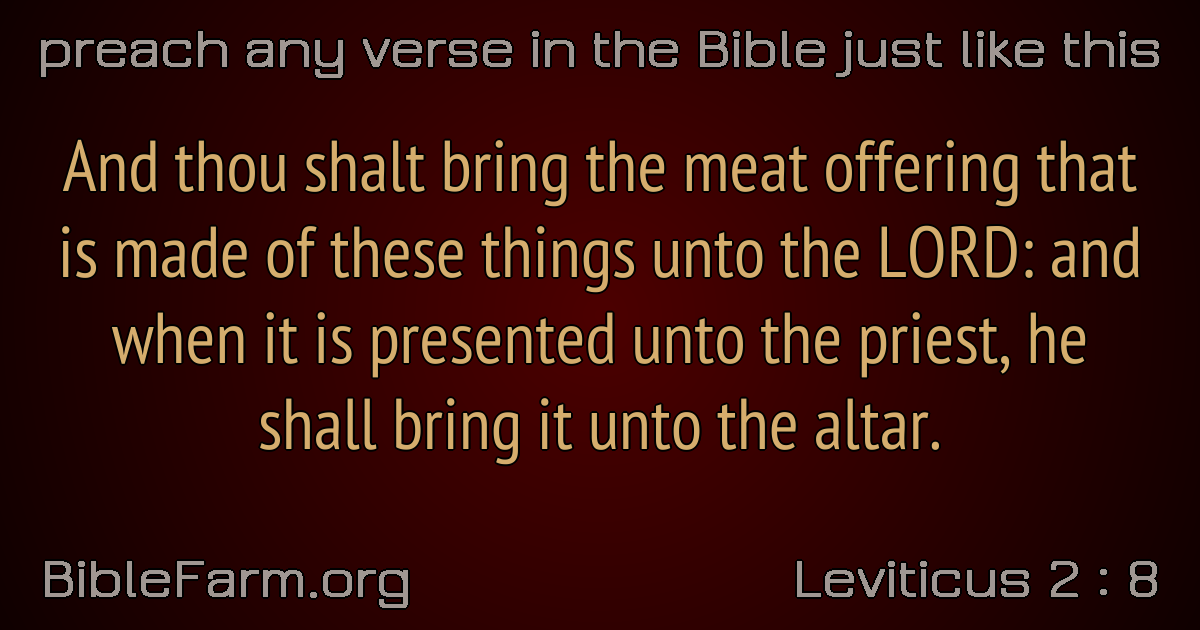 preach any verse in the Bible just like this
And thou shalt bring the meat offering that
is made of these things unto the LORD: and
when it is presented unto the priest, he
shall bring it unto the altar.
BibleFarm.org
Leviticus 2 : 8